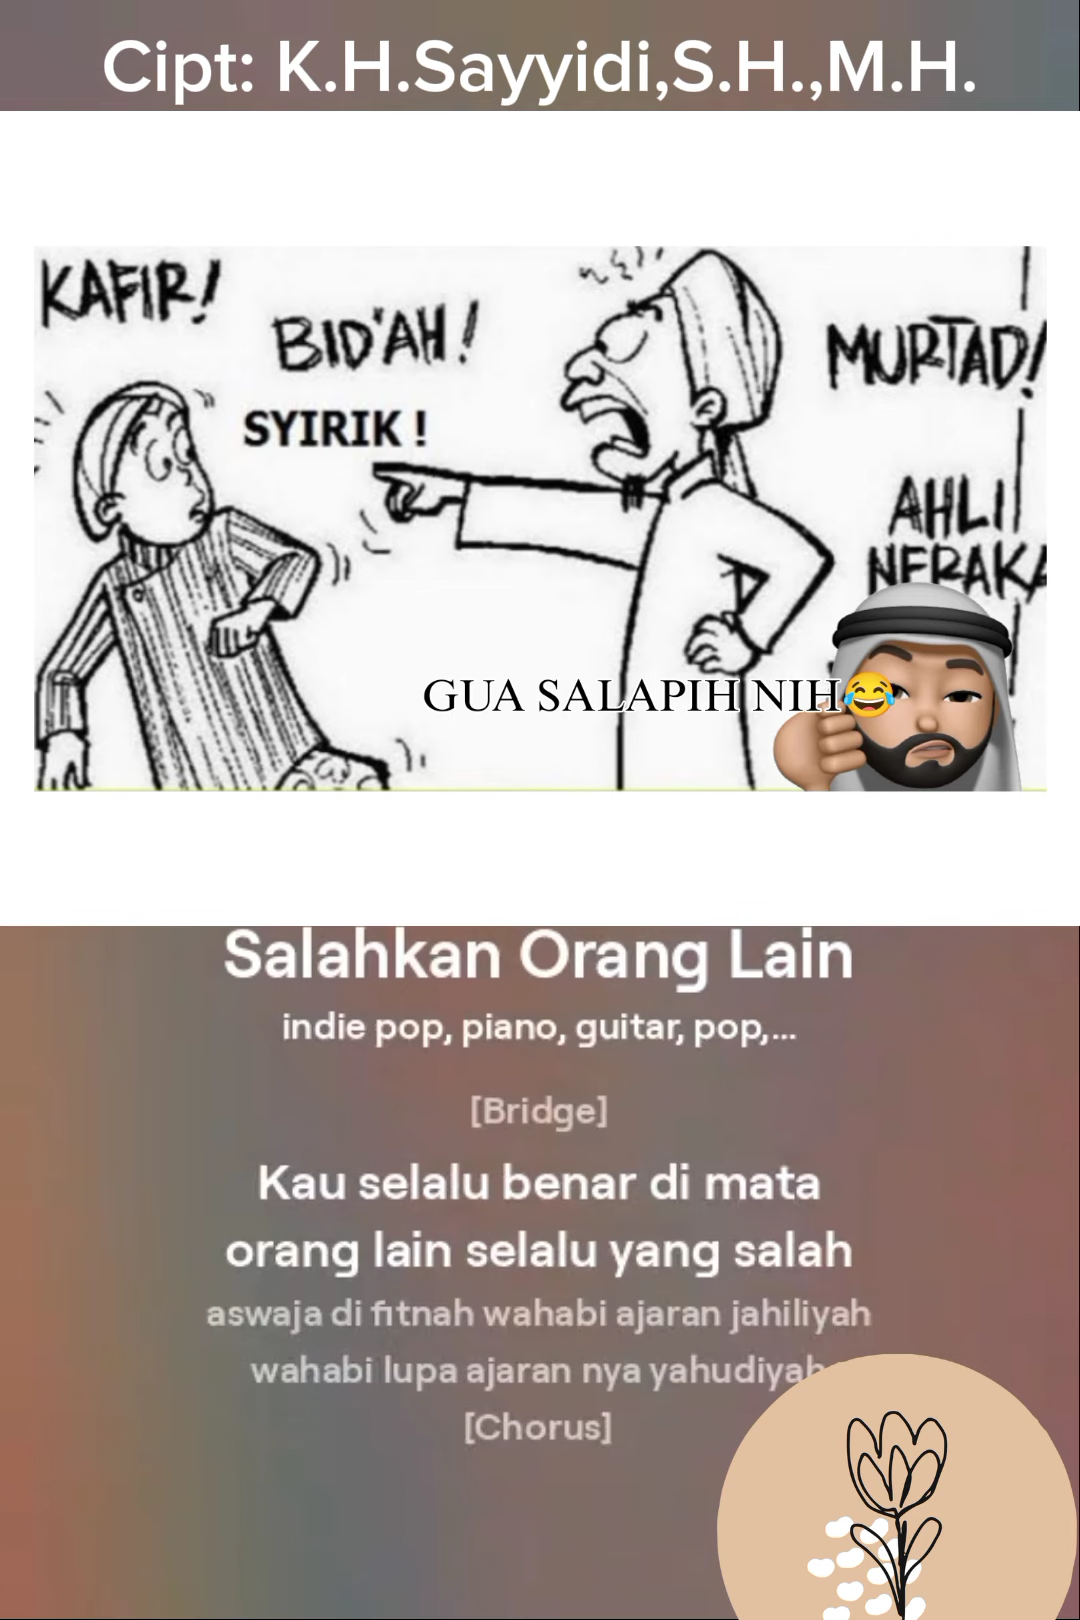 Cipt: K.H.Sayyidi,S.H.,M.H.
KAFIR!
BID'AH!
SYIRIK !
MURTAD!
AHLI
NERAKA
GUA SALAPIH NIH😂
Salahkan Orang Lain
indie pop, piano, guitar, pop,...
[Bridge]
Kau selalu benar di mata
orang lain selalu yang salah
aswaja di fitnah wahabi ajaran jahiliyah
wahabi lupa ajaran nya yahudiyah
[Chorus]